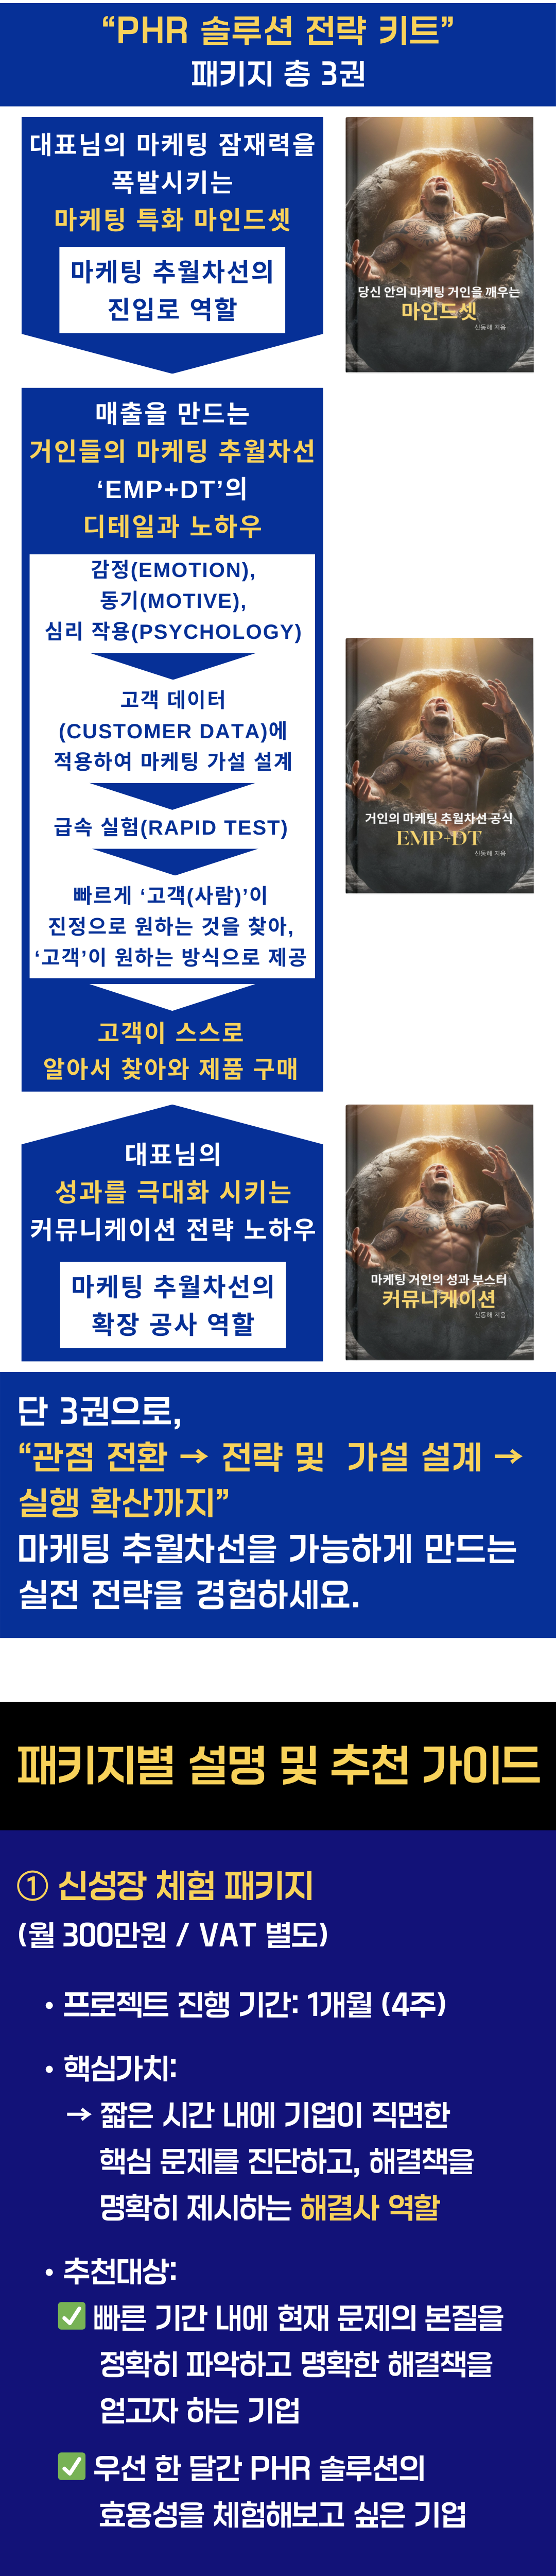 “PHR 솔루션 전략 키트”
패키지 총 3권
대표님의 마케팅 잠재력을
폭발시키는
마케팅 특화 마인드셋
마케팅 추월차선의
진입로 역할
당신 안의 마케팅 거인을 깨우는
마인드셋
신동해 지음
매출을 만드는
거인들의 마케팅 추월차선
‘EMP+DT’의
디테일과 노하우
감정(EMOTION),
동기(MOTIVE),
심리 작용(PSYCHOLOGY)
고객 데이터
(CUSTOMER DATA)에
적용하여 마케팅 가설 설계
급속 실험(RAPID TEST)
빠르게 ‘고객(사람)’이
진정으로 원하는 것을 찾아,
‘고객’이 원하는 방식으로 제공
고객이 스스로
알아서 찾아와 제품 구매
거인의 마케팅 추월차선 공식
EMP+DT
신동해 지음
대표님의
성과를 극대화 시키는
커뮤니케이션 전략 노하우
마케팅 추월차선의
확장 공사 역할
마케팅 거인의 성과 부스터
커뮤니케이션
신동해 지음
단 3권으로,
“관점 전환 → 전략 및 가설 설계 →
실행 확산까지”
마케팅 추월차선을 가능하게 만드는
실전 전략을 경험하세요.
패키지별 설명 및 추천 가이드
① 신성장 체험 패키지
(월 300만원 / VAT 별도)
• 프로젝트 진행 기간: 1개월 (4주)
• 핵심가치:
→ 짧은 시간 내에 기업이 직면한
핵심 문제를 진단하고, 해결책을
명확히 제시하는 해결사 역할
• 추천대상:
✅ 빠른 기간 내에 현재 문제의 본질을
정확히 파악하고 명확한 해결책을
얻고자 하는 기업
✅ 우선 한 달간 PHR 솔루션의
효용성을 체험해보고 싶은 기업